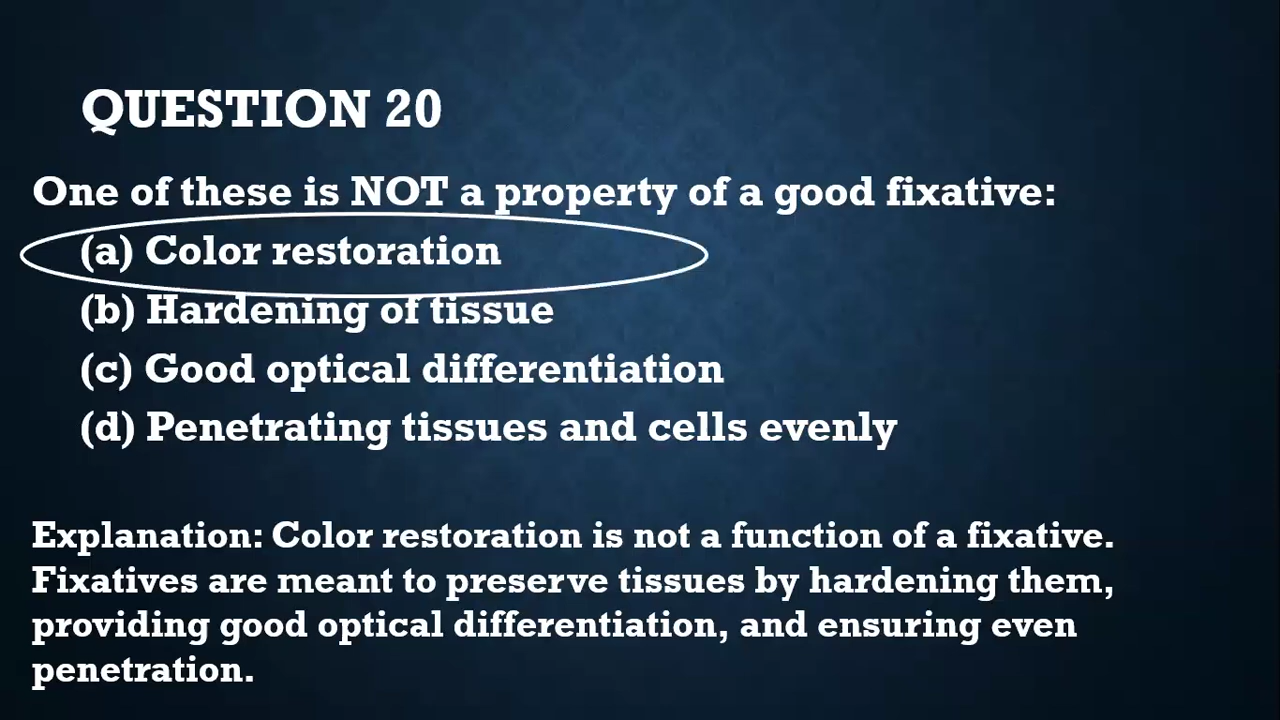 QUESTION 20
One of these is NOT a property of a good fixative:
(a) Color restoration
(b) Hardening of tissue
(c) Good optical differentiation
(d) Penetrating tissues and cells evenly
Explanation: Color restoration is not a function of a fixative.
Fixatives are meant to preserve tissues by hardening them,
providing good optical differentiation, and ensuring even
penetration.